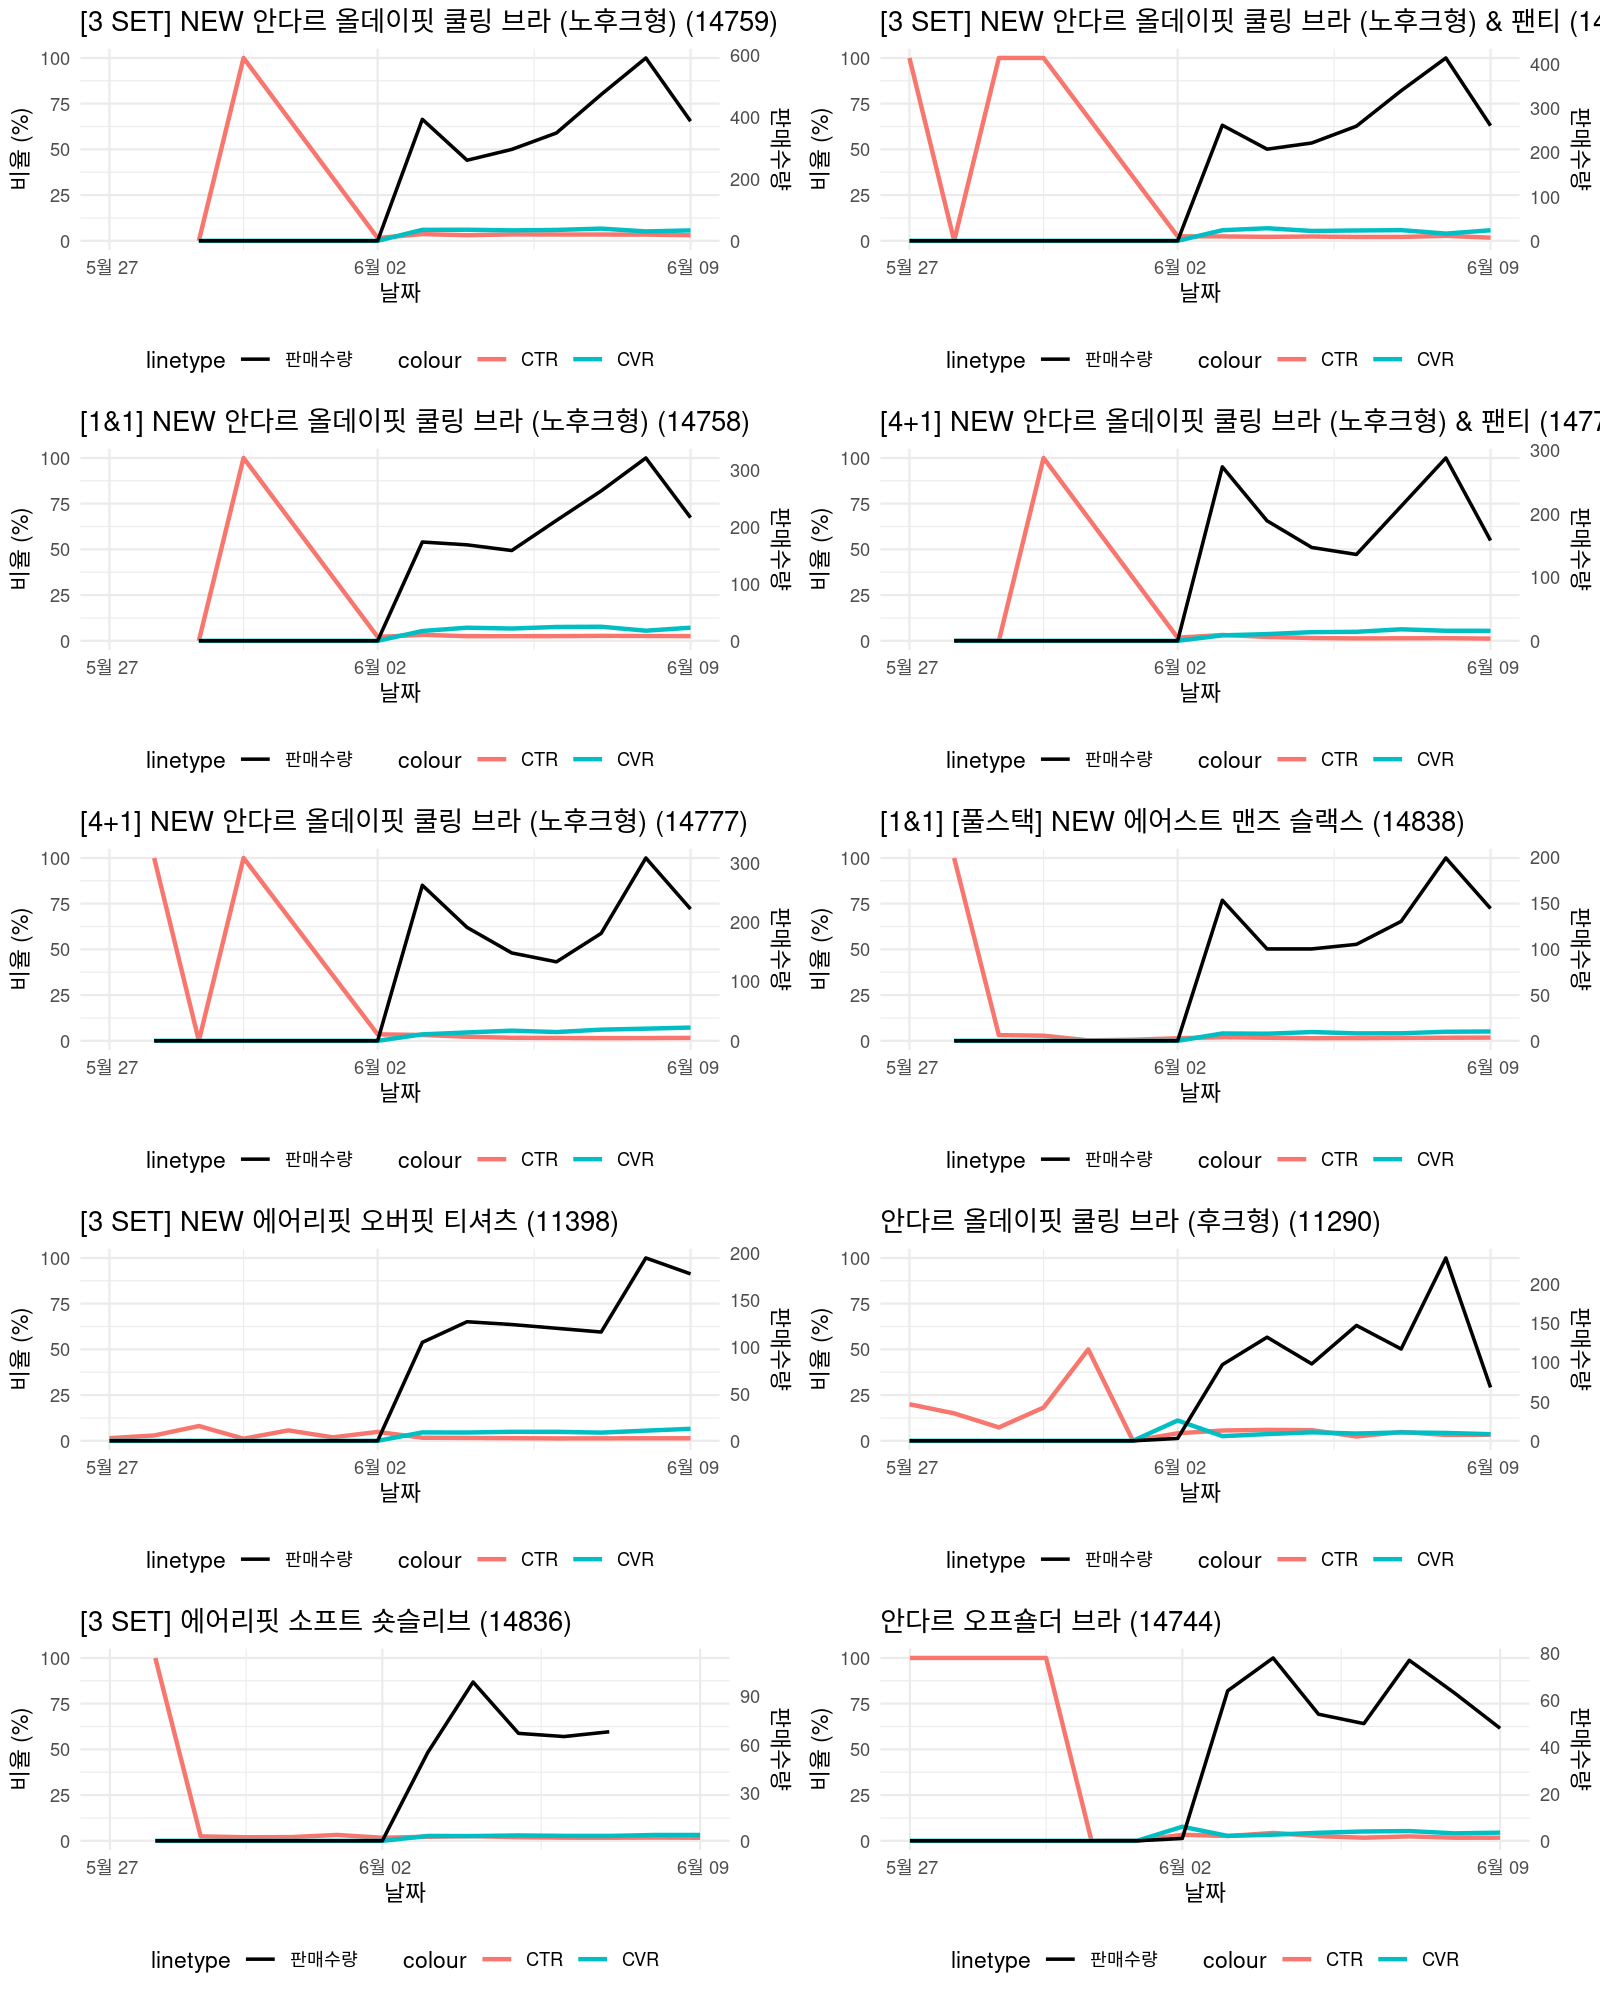 [3 SET] NEW 안다르 올데이핏 쿨링 브라 (노후크형) (14759)
100
75
50
25
0
비율 (%)
600
400
200
0
판매수량
5월 27
6월 02
6월 09
날짜
linetype 판매수량 colour CTR CVR
[3 SET] NEW 안다르 올데이핏 쿨링 브라 (노후크형) & 팬티 (14
100
75
50
25
0
비율 (%)
400
300
200
100
0
판매수량
5월 27
6월 02
6월 09
날짜
linetype 판매수량 colour CTR CVR
[1&1] NEW 안다르 올데이핏 쿨링 브라 (노후크형) (14758)
100
75
50
25
0
비율 (%)
300
200
100
0
판매수량
5월 27
6월 02
6월 09
날짜
linetype 판매수량 colour CTR CVR
[4+1] NEW 안다르 올데이핏 쿨링 브라 (노후크형) & 팬티 (1477
100
75
50
25
0
비율 (%)
300
200
100
0
판매수량
5월 27
6월 02
6월 09
날짜
linetype 판매수량 colour CTR CVR
[4+1] NEW 안다르 올데이핏 쿨링 브라 (노후크형) (14777)
100
75
50
25
0
비율 (%)
300
200
100
0
판매수량
5월 27
6월 02
6월 09
날짜
linetype 판매수량 colour CTR CVR
[1&1] [풀스택] NEW 에어스트 맨즈 슬랙스 (14838)
100
75
50
25
0
비율 (%)
200
150
100
50
0
판매수량
5월 27
6월 02
6월 09
날짜
linetype 판매수량 colour CTR CVR
[3 SET] NEW 에어리핏 오버핏 티셔츠 (11398)
100
75
50
25
0
비율 (%)
200
150
100
50
0
판매수량
5월 27
6월 02
6월 09
날짜
linetype 판매수량 colour CTR CVR
안다르 올데이핏 쿨링 브라 (후크형) (11290)
100
75
50
25
0
비율 (%)
200
150
100
50
0
판매수량
5월 27
6월 02
6월 09
날짜
linetype 판매수량 colour CTR CVR
[3 SET] 에어리핏 소프트 숏슬리브 (14836)
100
75
50
25
0
비율 (%)
90
60
30
0
판매수량
5월 27
6월 02
6월 09
날짜
linetype 판매수량 colour CTR CVR
안다르 오프숄더 브라 (14744)
100
75
50
25
0
비율 (%)
80
60
40
20
0
판매수량
5월 27
6월 02
6월 09
날짜
linetype 판매수량 colour CTR CVR